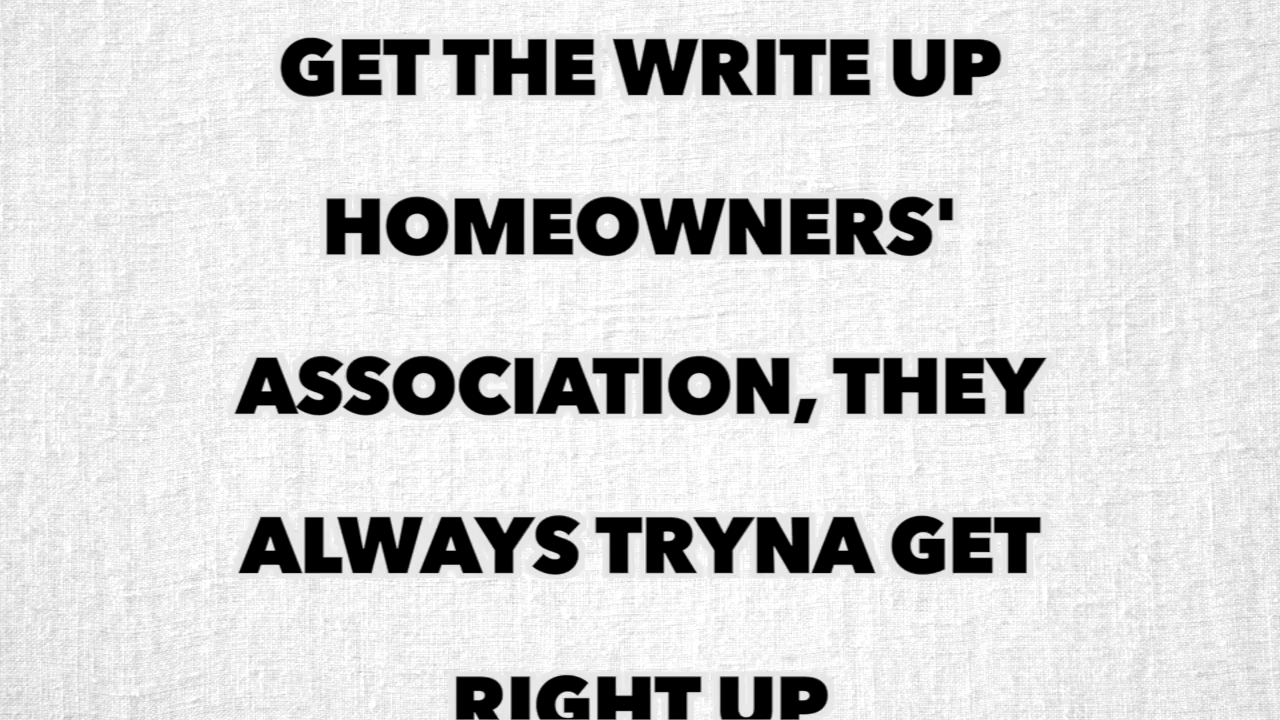 GET THE WRITE UP
HOMEOWNERS'
ASSOCIATION, THEY
ALWAYS TRYNA GET
RIGHT UP